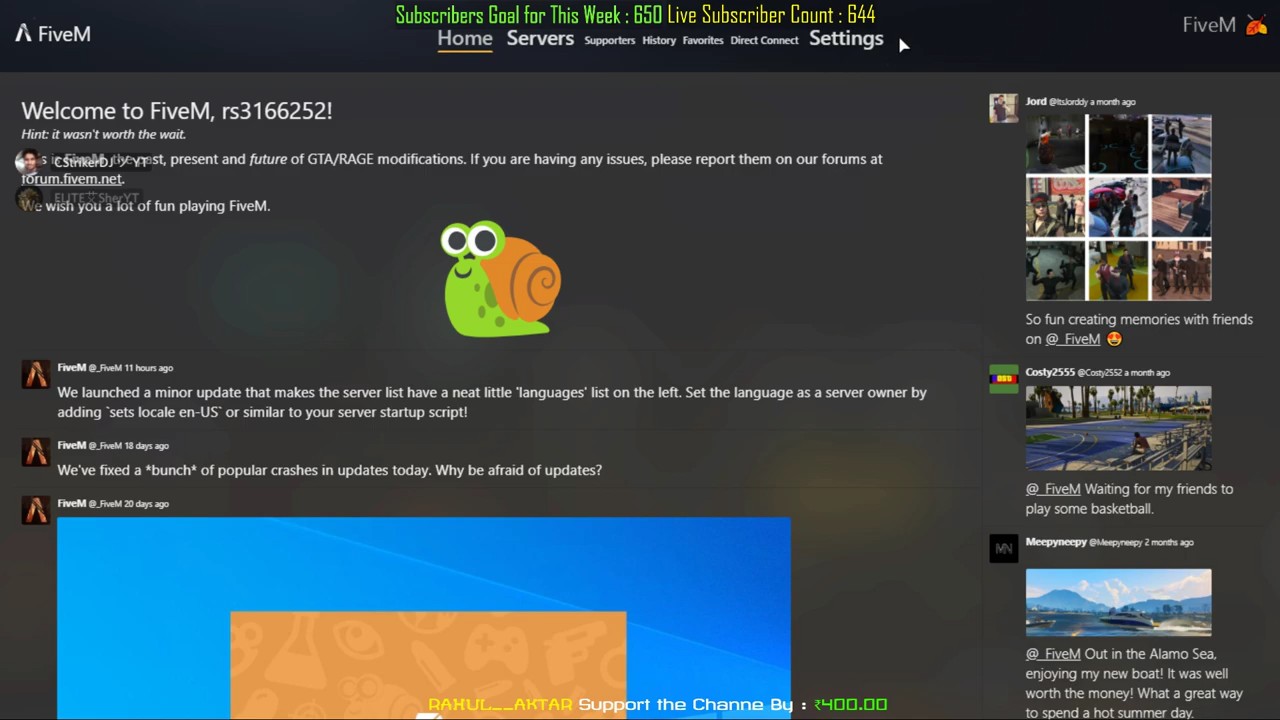 Subscribers Goal for This Week : 650 Live Subscriber Count : 644
FiveM
Home Servers Supporters History Favorites Direct Connect Settings
FiveM
Welcome to FiveM, rs3166252!
Hint: it wasn't worth the wait.
past, present and future of GTA/RAGE modifications. If you are having any issues, please report them on our forums at
CStrikerDJ
YT
forum.fivem.net.
SherYT
We wish you a lot of fun playing FiveM.
FiveM @_FiveM 11 hours ago
We launched a minor update that makes the server list have a neat little 'languages' list on the left. Set the language as a server owner by
adding `sets locale en-US` or similar to your server startup script!
FiveM @_FiveM 18 days ago
We've fixed a *bunch* of popular crashes in updates today. Why be afraid of updates?
FiveM @_FiveM 20 days ago
Jord @ItsJorddy a month ago
So fun creating memories with friends
on @_FiveM 😍
Costy2555 @Costy2552 a month ago
@_FiveM Waiting for my friends to
play some basketball.
MN
Meepyneepy @Meepyneepy 2 months ago
@_FiveM Out in the Alamo Sea,
enjoying my new boat! It was well
worth the money! What a great way
to spend a hot summer day.
RAHUL__AKTAR Support the Channe By : ₹400.00